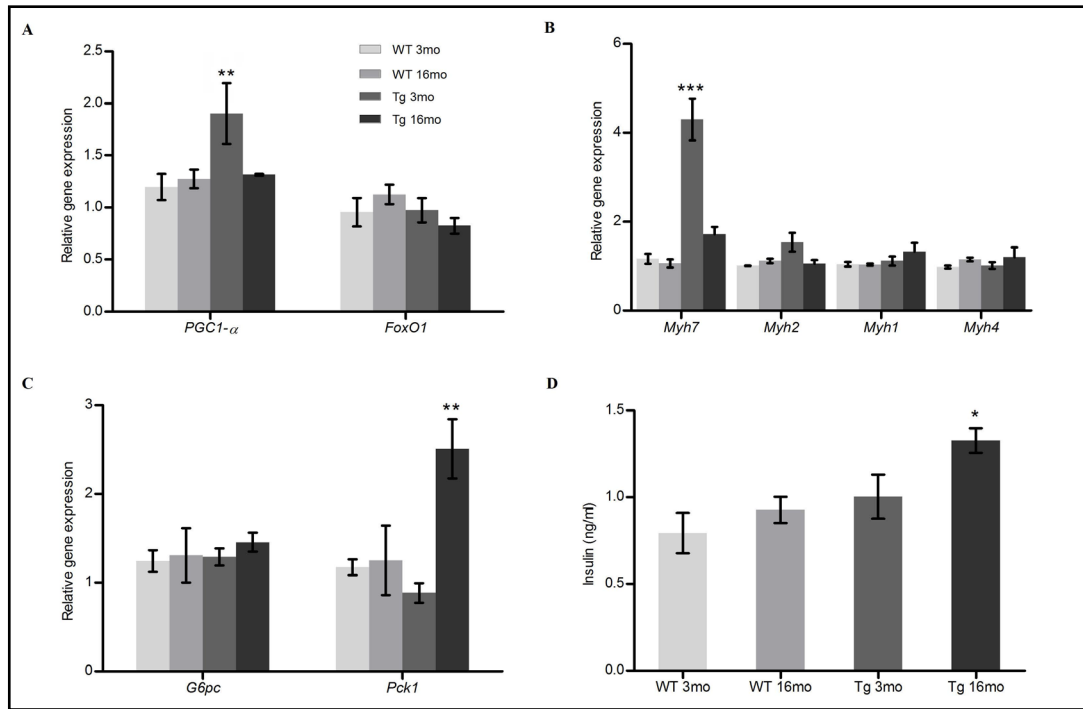 A
WT 3mo
WT 16mo
Tg 3mo
Tg 16mo
Relative gene expression
2.5
2.0
1.5
1.0
0.5
0.0
**
PGC1-α
FoxO1
B
Relative gene expression
6
4
2
0
***
Myh7
Myh2
Myh1
Myh4
C
Relative gene expression
3
2
1
0
**
G6pc
Pck1
D
Insulin (ng/ml)
1.5
1.0
0.5
0.0
*
WT 3mo
WT 16mo
Tg 3mo
Tg 16mo